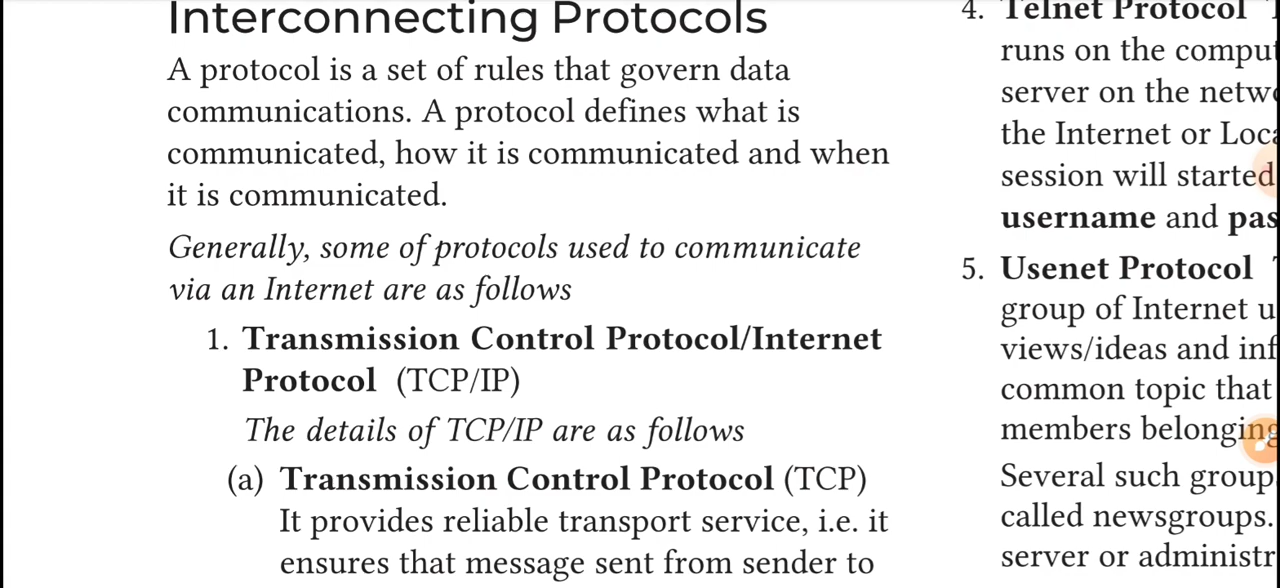 Interconnecting Protocols
A protocol is a set of rules that govern data
communications. A protocol defines what is
communicated, how it is communicated and when
it is communicated.
Generally, some of protocols used to communicate
via an Internet are as follows
1. Transmission Control Protocol/Internet
Protocol (TCP/IP)
The details of TCP/IP are as follows
(a) Transmission Control Protocol (TCP)
It provides reliable transport service, i.e. it
ensures that message sent from sender to
4. Telnet Protocol
runs on the
server on the
the Internet or
session will started
username and
5. Usenet Protocol
group of Internet
views/ideas and
common topic that
members belonging
Several such
called newsgroups.
server or